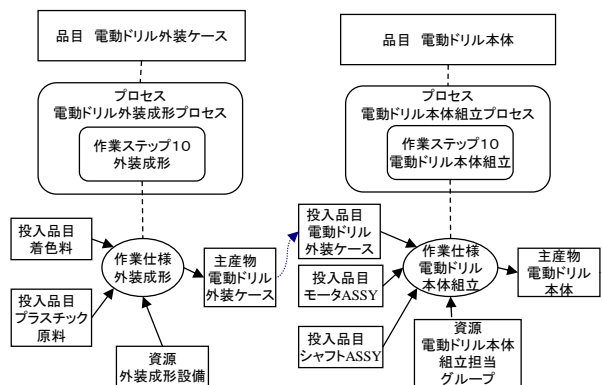 品目 電動ドリル外装ケース
プロセス
電動ドリル外装成形プロセス
作業ステップ10
外装成形
投入品目
着色料
投入品目
プラスチック
原料
作業仕様
外装成形
主産物
電動ドリル
外装ケース
資源
外装成形設備
品目 電動ドリル本体
プロセス
電動ドリル本体組立プロセス
作業ステップ10
電動ドリル本体組立
投入品目
電動ドリル
外装ケース
投入品目
モータASSY
投入品目
シャフトASSY
作業仕様
電動ドリル
本体組立
主産物
電動ドリル
本体
資源
電動ドリル本体
組立担当
グループ